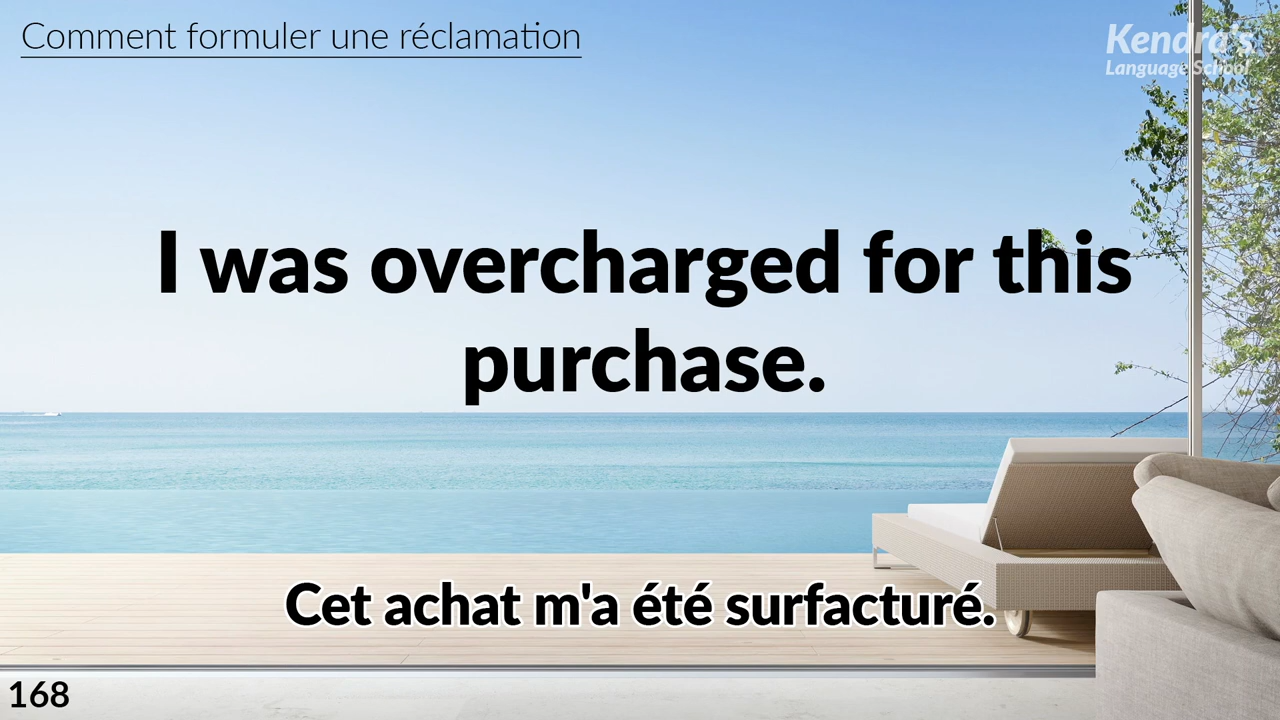 Comment formuler une réclamation
Kendra's
Language School
I was overcharged for this
purchase.
Cet achat m'a été surfacturé.
168